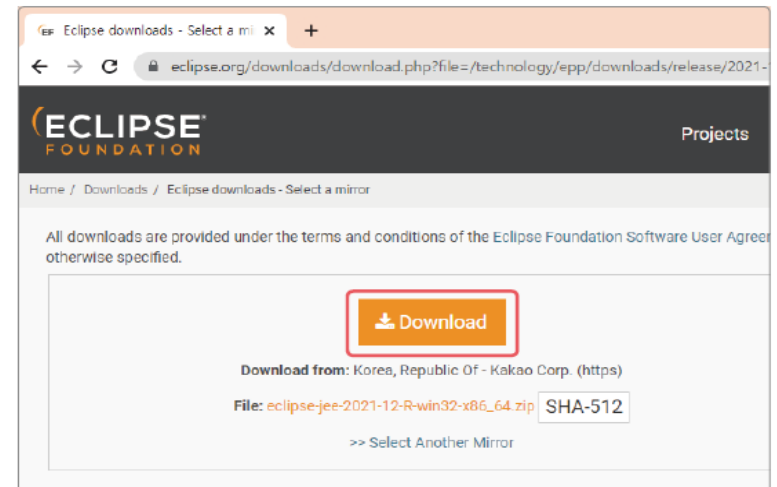 EF Eclipse downloads - Select a mi
eclipse.org/downloads/download.php?file=/technology/epp/downloads/release/2021-
ECLIPSE
FOUNDATION
Projects
Home / Downloads / Eclipse downloads - Select a mirror
All downloads are provided under the terms and conditions of the Eclipse Foundation Software User Agreer
otherwise specified.
Download
Download from: Korea, Republic Of - Kakao Corp. (https)
File: eclipse-jee-2021-12-R-win32-x86_64.zip SHA-512
>> Select Another Mirror